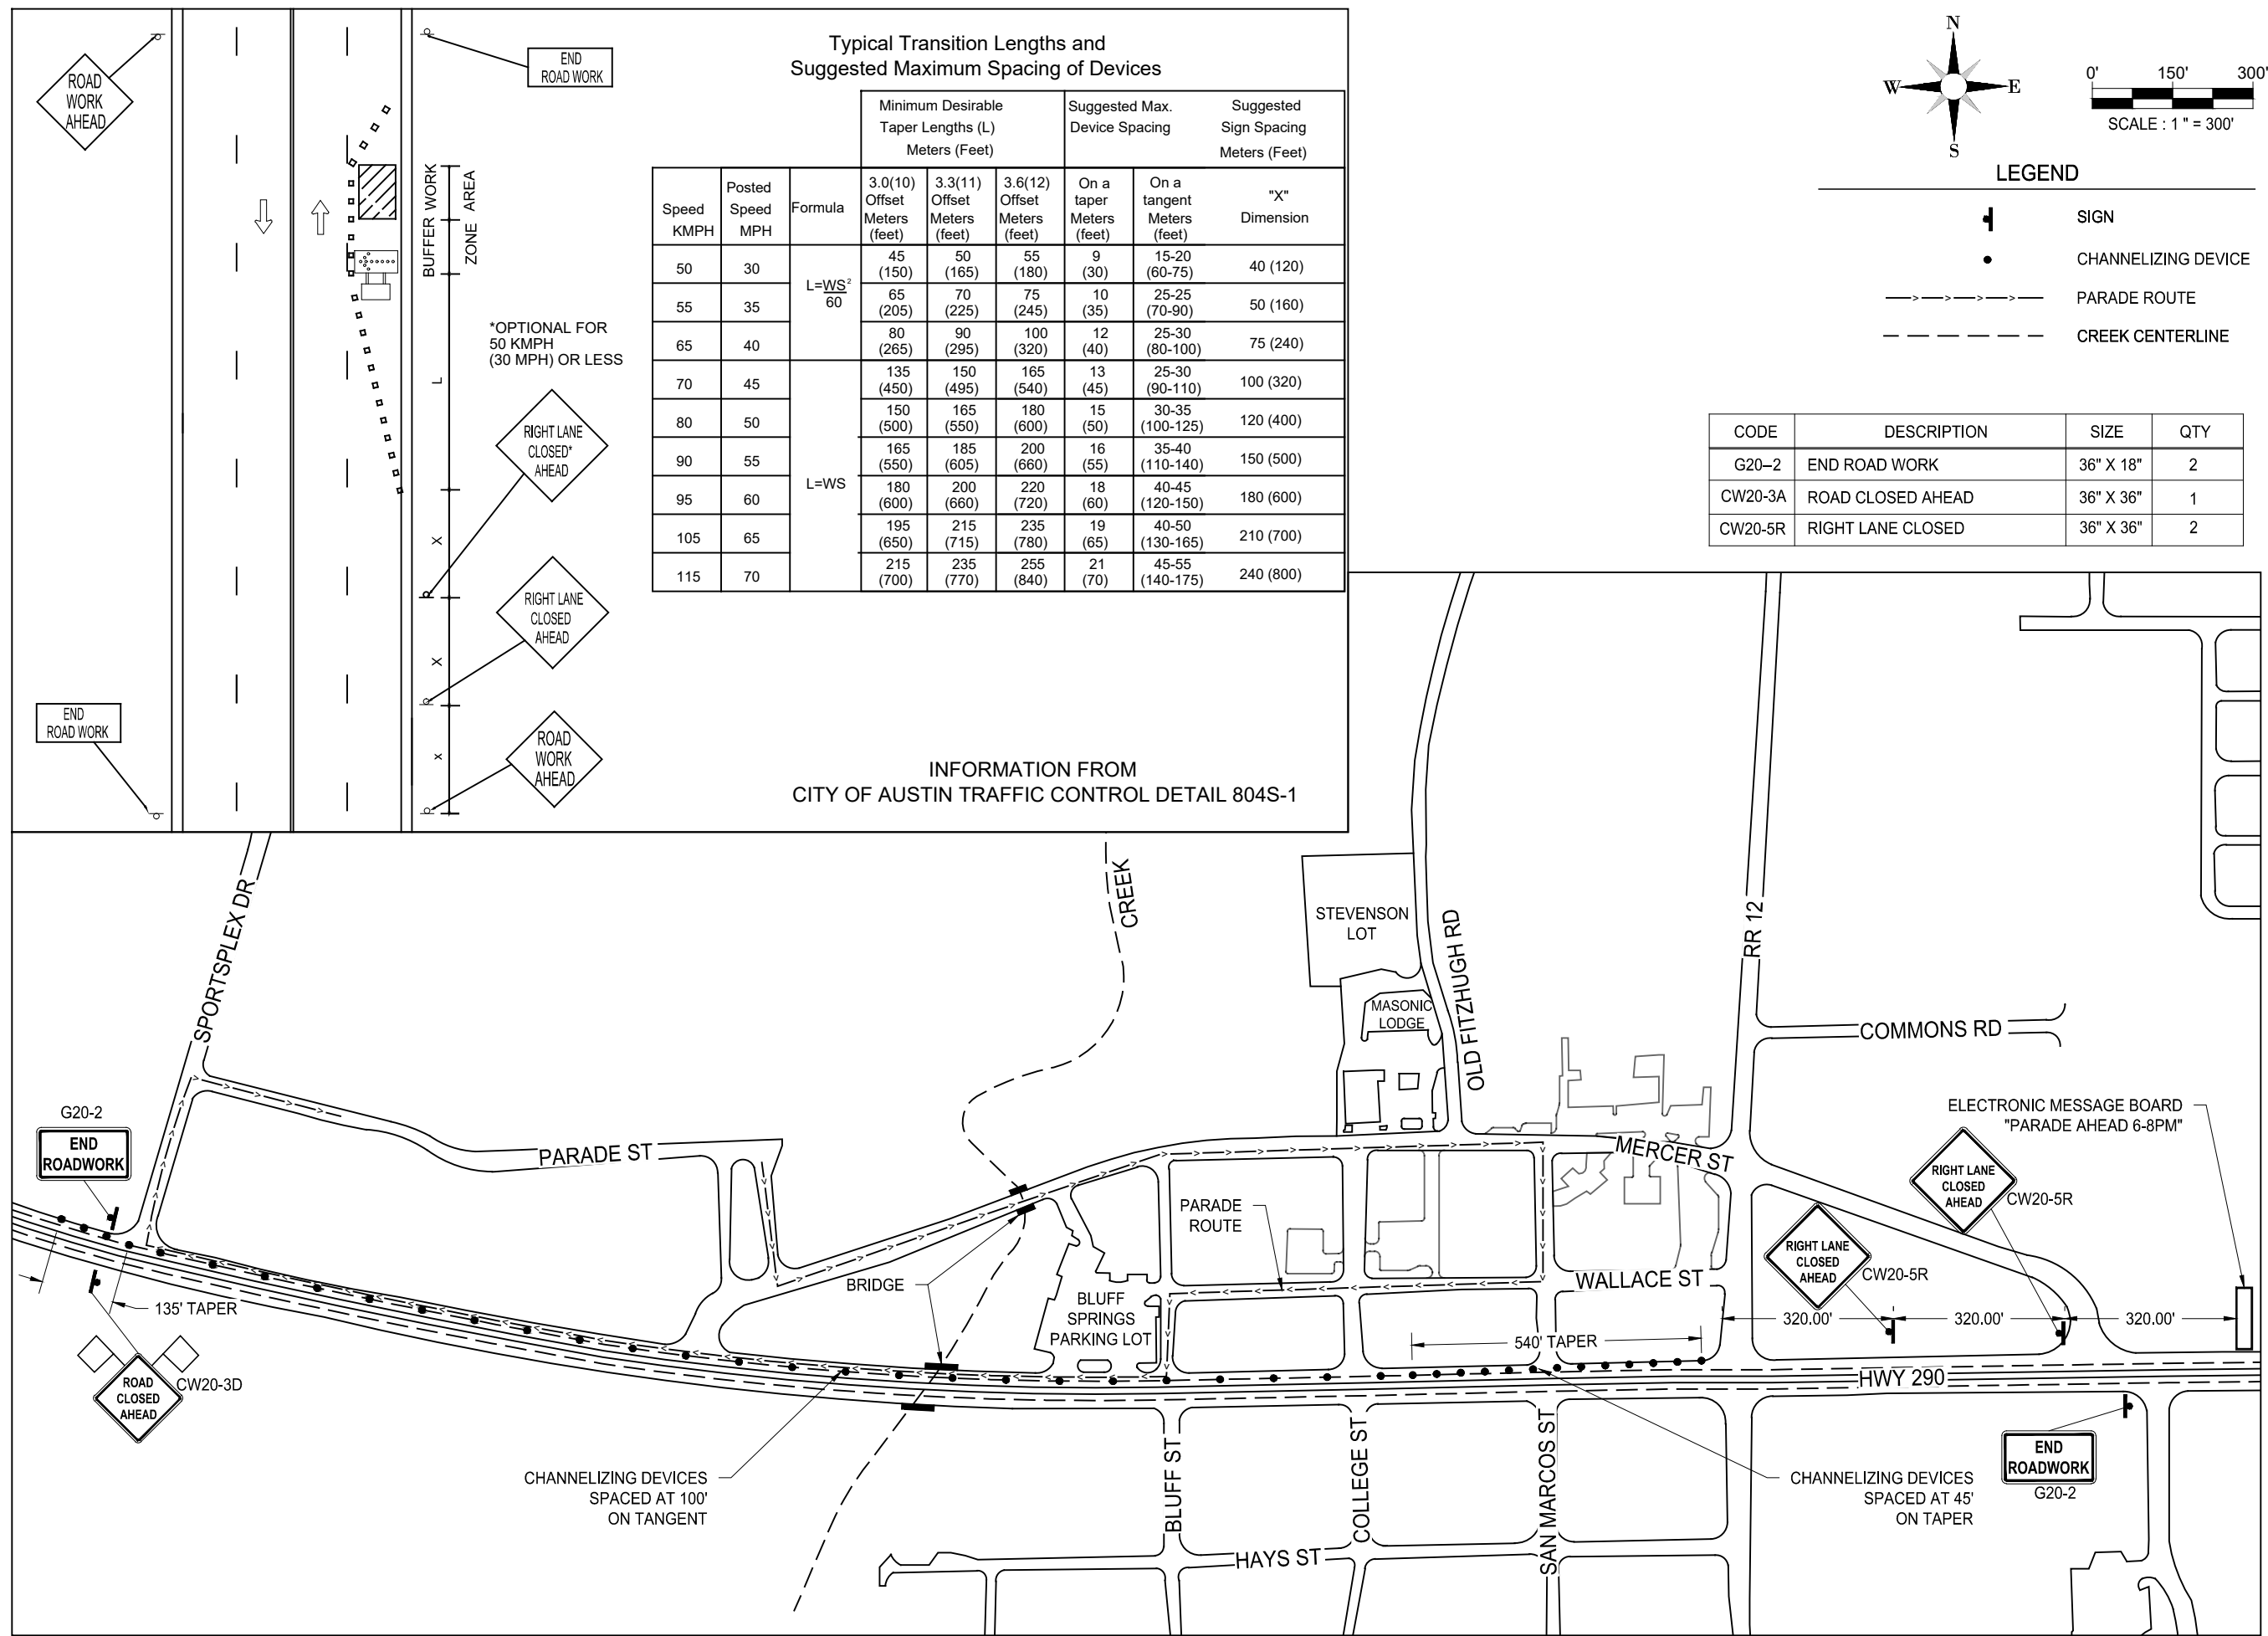 ROAD
WORK
AHEAD
END
ROAD WORK
BUFFER WORK
ZONE AREA
L
*OPTIONAL FOR
50 KMPH
(30 MPH) OR LESS
RIGHT LANE
CLOSED*
AHEAD
X
RIGHT LANE
CLOSED
AHEAD
X
END
ROAD WORK
x
ROAD
WORK
AHEAD
Typical Transition Lengths and
Suggested Maximum Spacing of Devices
Minimum Desirable
Taper Lengths (L)
Meters (Feet)
Suggested Max.
Device Spacing
Suggested
Sign Spacing
Meters (Feet)
Speed
KMPH
Posted
Speed
MPH
Formula
3.0(10)
Offset
Meters
(feet)
3.3(11)
Offset
Meters
(feet)
3.6(12)
Offset
Meters
(feet)
On a
taper
Meters
(feet)
On a
tangent
Meters
(feet)
"X"
Dimension
50 30 45 50 55 9 15-20 40 (120)
(150) (165) (180) (30) (60-75)
L=WS²
60
55 35 65 70 75 10 25-25 50 (160)
(205) (225) (245) (35) (70-90)
65 40 80 90 100 12 25-30 75 (240)
(265) (295) (320) (40) (80-100)
70 45 135 150 165 13 25-30 100 (320)
(450) (495) (540) (45) (90-110)
80 50 150 165 180 15 30-35 120 (400)
(500) (550) (600) (50) (100-125)
90 55 165 185 200 16 35-40 150 (500)
(550) (605) (660) (55) (110-140)
L=WS
95 60 180 200 220 18 40-45 180 (600)
(600) (660) (720) (60) (120-150)
105 65 195 215 235 19 40-50 210 (700)
(650) (715) (780) (65) (130-165)
115 70 215 235 255 21 45-55 240 (800)
(700) (770) (840) (70) (140-175)
INFORMATION FROM
CITY OF AUSTIN TRAFFIC CONTROL DETAIL 804S-1
N
W E
S
0' 150' 300'
SCALE : 1 " = 300'
LEGEND
SIGN
CHANNELIZING DEVICE
PARADE ROUTE
CREEK CENTERLINE
CODE DESCRIPTION SIZE QTY
G20–2 END ROAD WORK 36" X 18" 2
CW20-3A ROAD CLOSED AHEAD 36" X 36" 1
CW20-5R RIGHT LANE CLOSED 36" X 36" 2
SPORTSPLEX DR
CREEK
STEVENSON
LOT
MASONIC
LODGE
OLD FITZHUGH RD
RR 12
COMMONS RD
G20-2
END
ROADWORK
PARADE ST
MERCER ST
ELECTRONIC MESSAGE BOARD
"PARADE AHEAD 6-8PM"
RIGHT LANE
CLOSED
AHEAD
CW20-5R
RIGHT LANE
CLOSED
AHEAD
CW20-5R
PARADE
ROUTE
BRIDGE
BLUFF
SPRINGS
PARKING LOT
WALLACE ST
320.00' 320.00' 320.00'
135' TAPER
540' TAPER
ROAD
CLOSED
AHEAD
CW20-3D
HWY 290
END
ROADWORK
G20-2
CHANNELIZING DEVICES
SPACED AT 100'
ON TANGENT
BLUFF ST
COLLEGE ST
SAN MARCOS ST
CHANNELIZING DEVICES
SPACED AT 45'
ON TAPER
HAYS ST